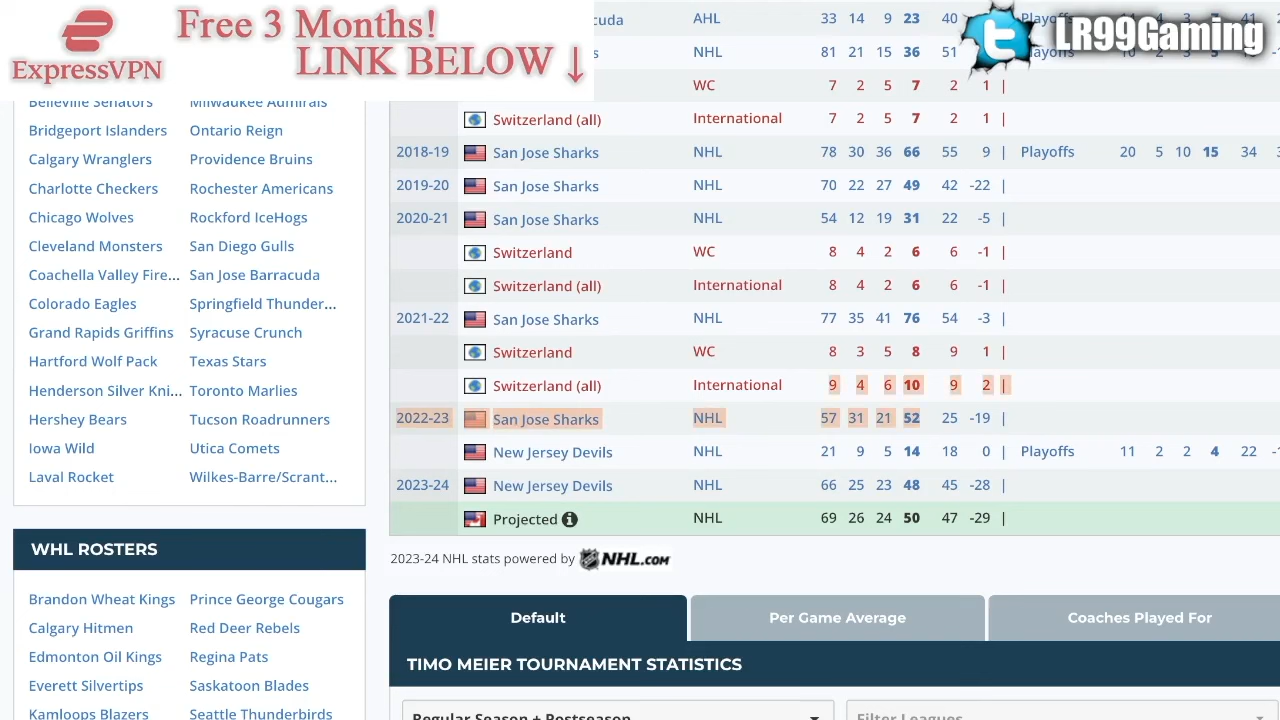 Free 3 Months!
LINK BELOW ↓
ExpressVPN
LR99Gaming
AHL 33 14 9 23 40 Playoffs
NHL 81 21 15 36 51 Playoffs
WC 7 2 5 7 2 1 |
Switzerland (all) International 7 2 5 7 2 1 |
2018-19 San Jose Sharks NHL 78 30 36 66 55 9 | Playoffs 20 5 10 15 34
2019-20 San Jose Sharks NHL 70 22 27 49 42 -22 |
2020-21 San Jose Sharks NHL 54 12 19 31 22 -5 |
Switzerland WC 8 4 2 6 6 -1 |
Switzerland (all) International 8 4 2 6 6 -1 |
2021-22 San Jose Sharks NHL 77 35 41 76 54 -3 |
Switzerland WC 8 3 5 8 9 1 |
Switzerland (all) International 9 4 6 10 9 2 |
2022-23 San Jose Sharks NHL 57 31 21 52 25 -19 |
New Jersey Devils NHL 21 9 5 14 18 0 | Playoffs 11 2 2 4 22
2023-24 New Jersey Devils NHL 66 25 23 48 45 -28 |
Projected NHL 69 26 24 50 47 -29 |
2023-24 NHL stats powered by NHL.COM
Default Per Game Average Coaches Played For
TIMO MEIER TOURNAMENT STATISTICS
Regular Season + Postseason Filter Leagues
Belleville Senators Milwaukee Admirals
Bridgeport Islanders Ontario Reign
Calgary Wranglers Providence Bruins
Charlotte Checkers Rochester Americans
Chicago Wolves Rockford IceHogs
Cleveland Monsters San Diego Gulls
Coachella Valley Fire... San Jose Barracuda
Colorado Eagles Springfield Thunder...
Grand Rapids Griffins Syracuse Crunch
Hartford Wolf Pack Texas Stars
Henderson Silver Kni... Toronto Marlies
Hershey Bears Tucson Roadrunners
Iowa Wild Utica Comets
Laval Rocket Wilkes-Barre/Scrant...
WHL ROSTERS
Brandon Wheat Kings Prince George Cougars
Calgary Hitmen Red Deer Rebels
Edmonton Oil Kings Regina Pats
Everett Silvertips Saskatoon Blades
Kamloops Blazers Seattle Thunderbirds